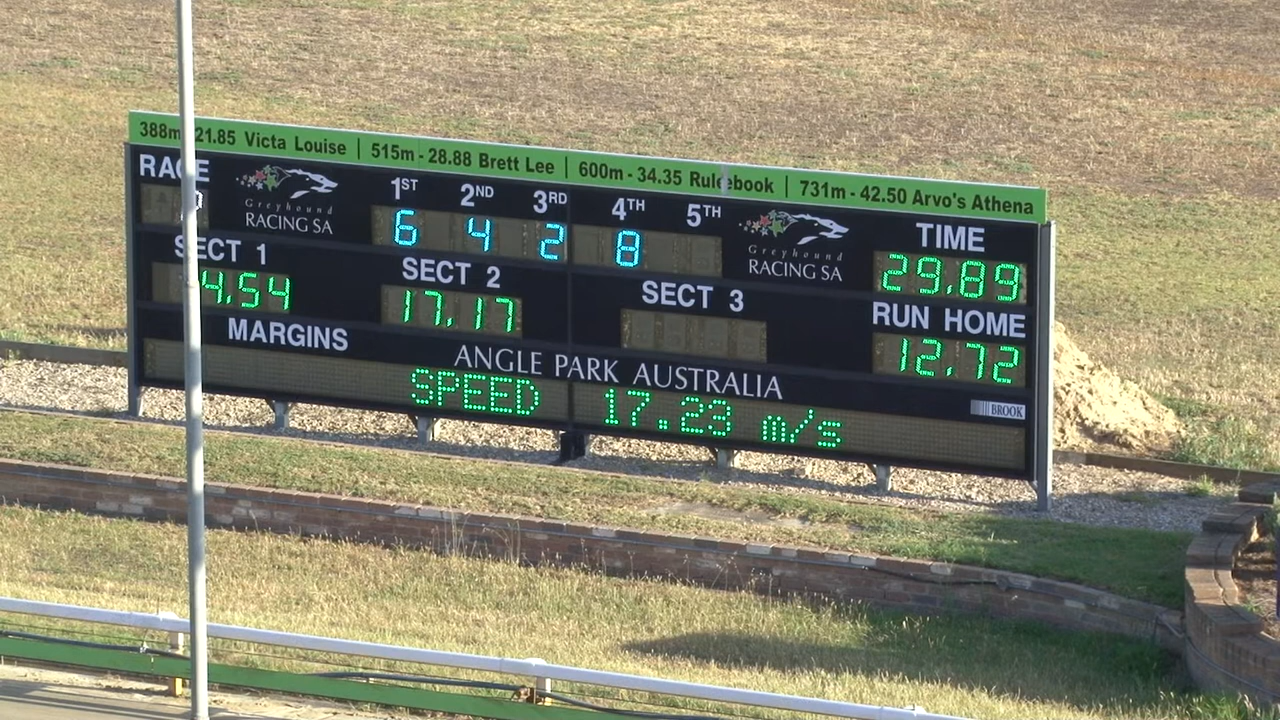 388m 21.85 Victa Louise | 515m - 28.88 Brett Lee | 600m - 34.35 Rulebook | 731m - 42.50 Arvo's Athena
RACE
Greyhound
RACING SA
1ST 2ND 3RD 4TH 5TH
6 4 2 8
Greyhound
RACING SA
TIME
29.89
SECT 1
4.54
SECT 2
17.17
SECT 3
RUN HOME
12.72
MARGINS
ANGLE PARK AUSTRALIA
BROOK
SPEED 17.23 m/s